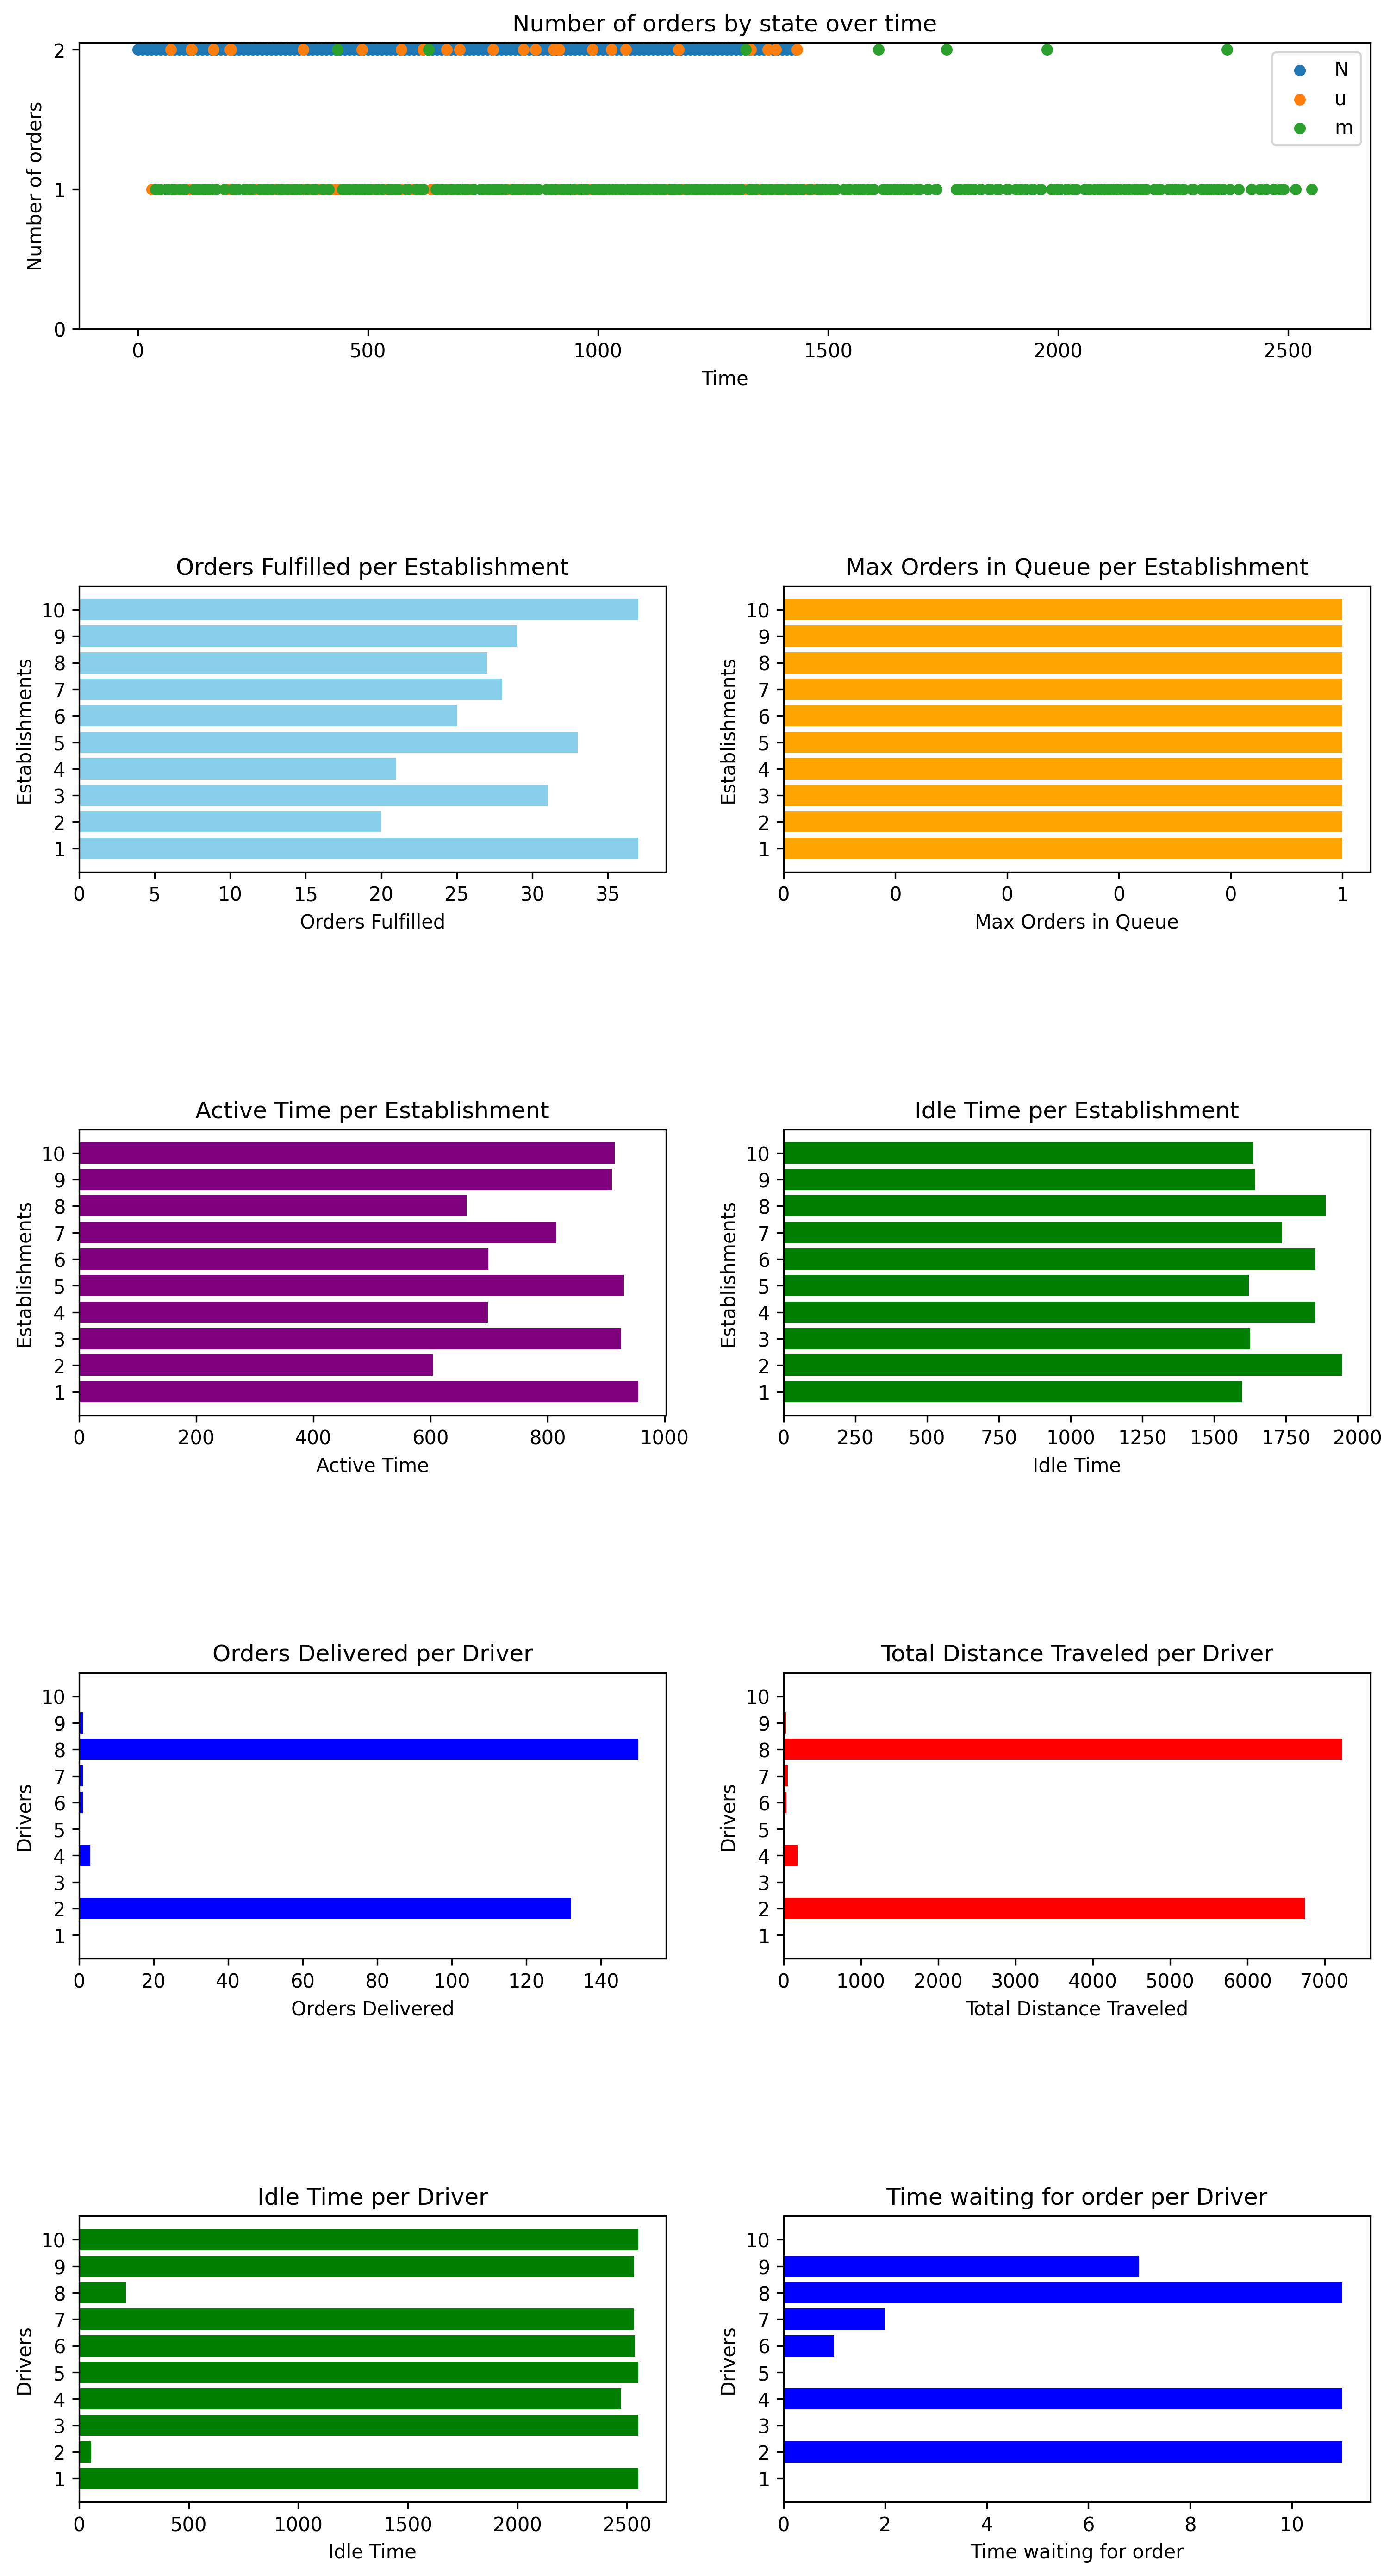 Number of orders by state over time
Number of orders
2
1
0
N
u
m
0 500 1000 1500 2000 2500
Time
Orders Fulfilled per Establishment
Establishments
10
9
8
7
6
5
4
3
2
1
0 5 10 15 20 25 30 35
Orders Fulfilled
Max Orders in Queue per Establishment
Establishments
10
9
8
7
6
5
4
3
2
1
0 0 0 0 0 1
Max Orders in Queue
Active Time per Establishment
Establishments
10
9
8
7
6
5
4
3
2
1
0 200 400 600 800 1000
Active Time
Idle Time per Establishment
Establishments
10
9
8
7
6
5
4
3
2
1
0 250 500 750 1000 1250 1500 1750 2000
Idle Time
Orders Delivered per Driver
Drivers
10
9
8
7
6
5
4
3
2
1
0 20 40 60 80 100 120 140
Orders Delivered
Total Distance Traveled per Driver
Drivers
10
9
8
7
6
5
4
3
2
1
0 1000 2000 3000 4000 5000 6000 7000
Total Distance Traveled
Idle Time per Driver
Drivers
10
9
8
7
6
5
4
3
2
1
0 500 1000 1500 2000 2500
Idle Time
Time waiting for order per Driver
Drivers
10
9
8
7
6
5
4
3
2
1
0 2 4 6 8 10
Time waiting for order